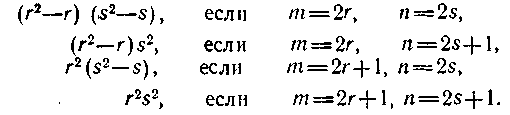 (r²—r) (s²—s), если m=2r, n=2s,
(r²—r)s², если m=2r, n=2s+1,
r²(s²—s), если m=2r+1, n=2s,
r²s², если m=2r+1, n=2s+1.